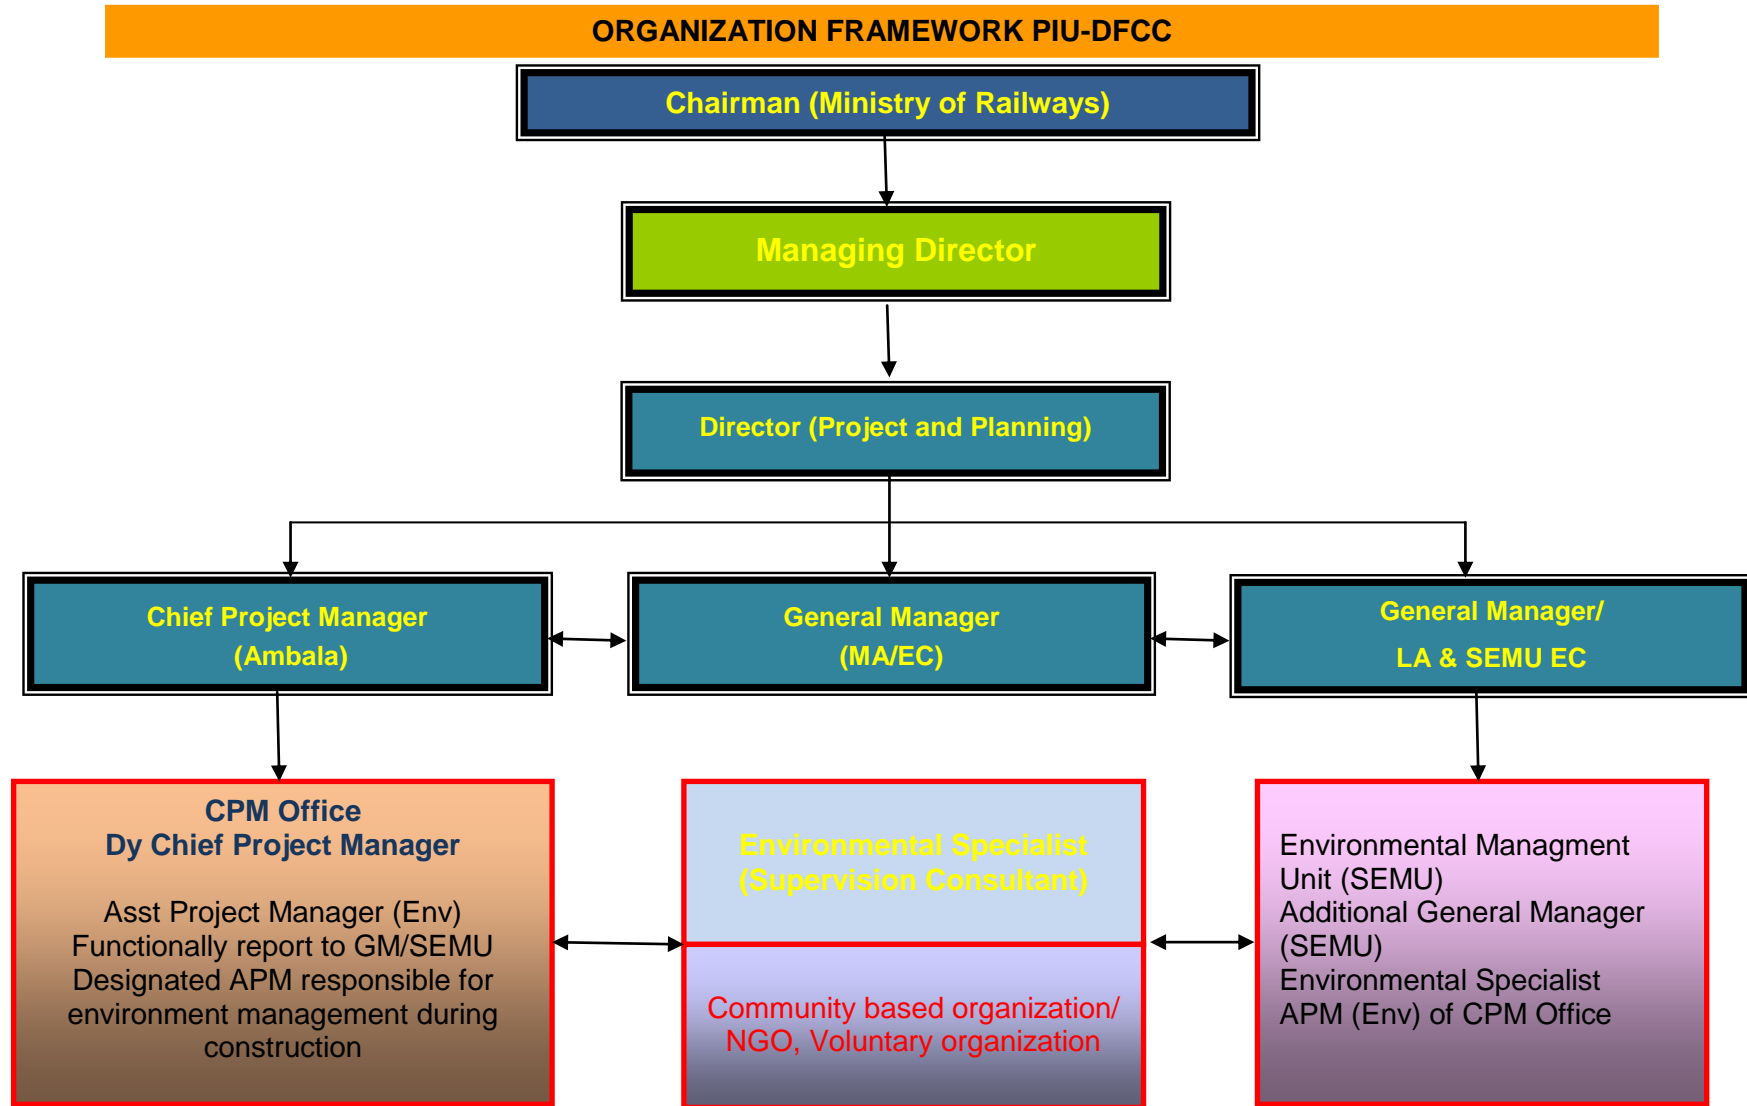 ORGANIZATION FRAMEWORK PIU-DFCC
Chairman (Ministry of Railways)
Managing Director
Director (Project and Planning)
Chief Project Manager
(Ambala)
General Manager
(MA/EC)
General Manager/
LA & SEMU EC
CPM Office
Dy Chief Project Manager
Asst Project Manager (Env)
Functionally report to GM/SEMU
Designated APM responsible for
environment management during
construction
Environmental Specialist
(Supervision Consultant)
Community based organization/
NGO, Voluntary organization
Environmental Managment
Unit (SEMU)
Additional General Manager
(SEMU)
Environmental Specialist
APM (Env) of CPM Office